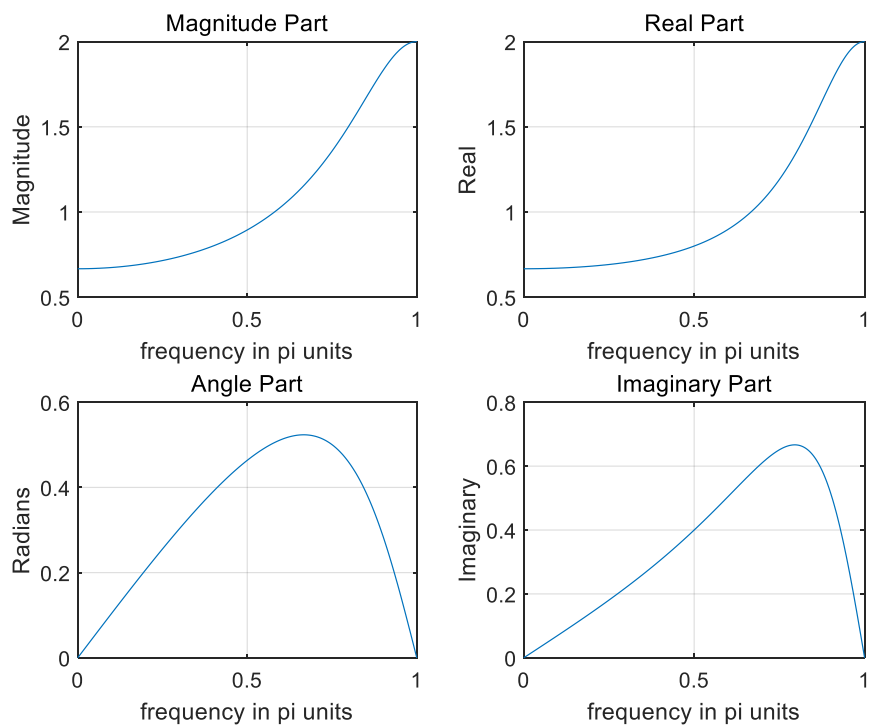 Magnitude Part
2
1.5
1
0.5
Magnitude
0
0.5
1
frequency in pi units
Real Part
2
1.5
1
0.5
Real
0
0.5
1
frequency in pi units
Angle Part
0.6
0.4
0.2
0
Radians
0
0.5
1
frequency in pi units
Imaginary Part
0.8
0.6
0.4
0.2
0
Imaginary
0
0.5
1
frequency in pi units